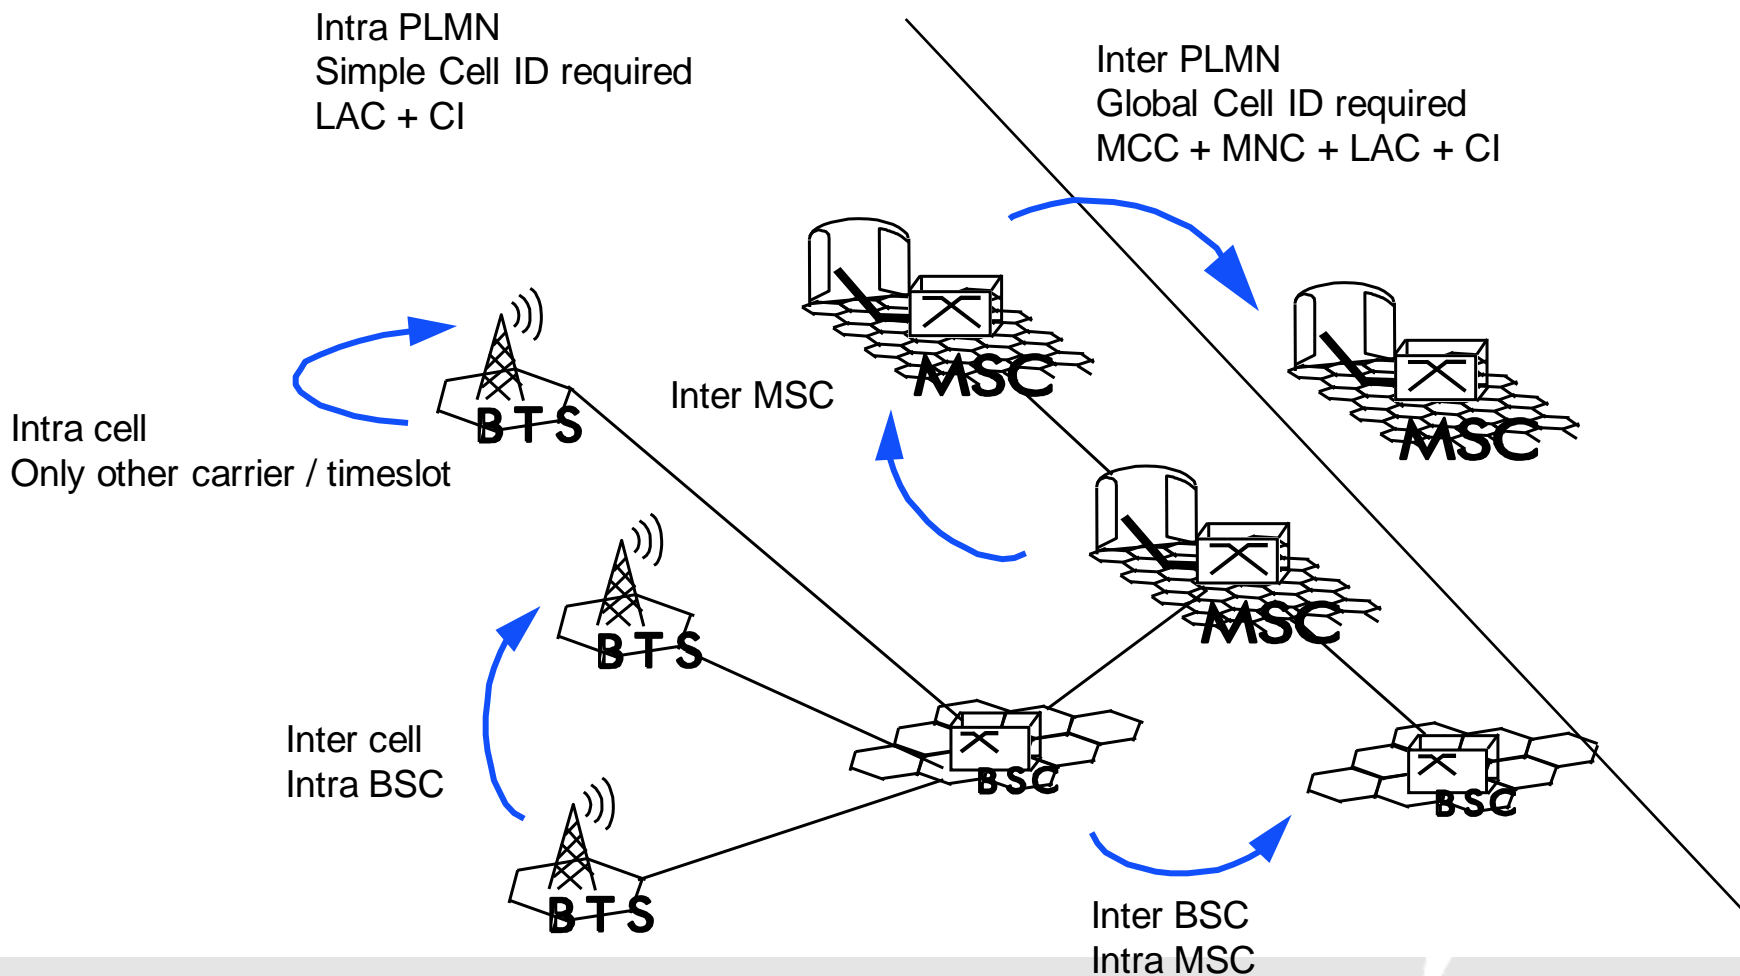 Intra PLMN
Simple Cell ID required
LAC + CI
Inter PLMN
Global Cell ID required
MCC + MNC + LAC + CI
MSC
Inter MSC
MSC
BTS
Intra cell
Only other carrier / timeslot
MSC
BTS
Inter cell
Intra BSC
BSC
BSC
BTS
Inter BSC
Intra MSC